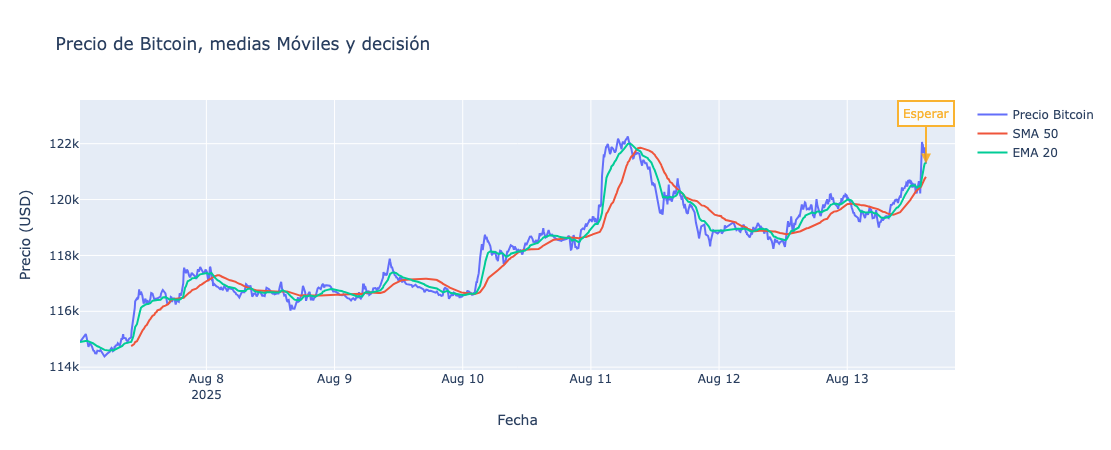 Precio de Bitcoin, medias Móviles y decisión
Esperar
Precio Bitcoin
SMA 50
EMA 20
Precio (USD)
122k
120k
118k
116k
114k
Aug 8
2025
Aug 9
Aug 10
Aug 11
Aug 12
Aug 13
Fecha